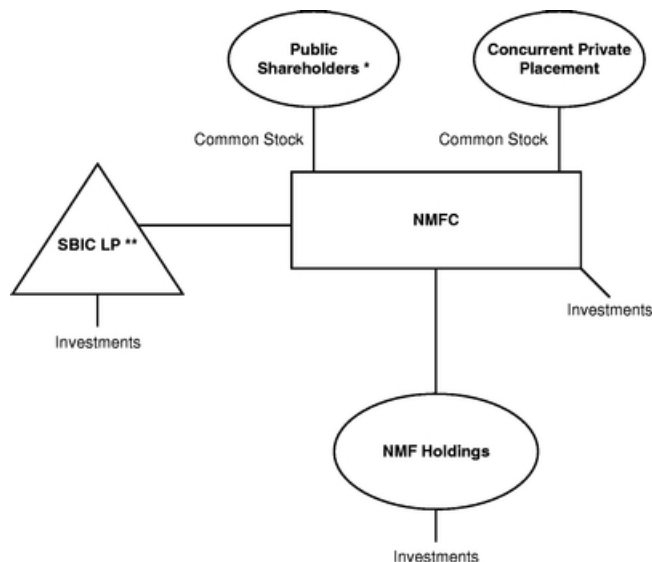 Public
Shareholders *
Concurrent Private
Placement
Common Stock
Common Stock
NMFC
SBIC LP **
Investments
Investments
NMF Holdings
Investments